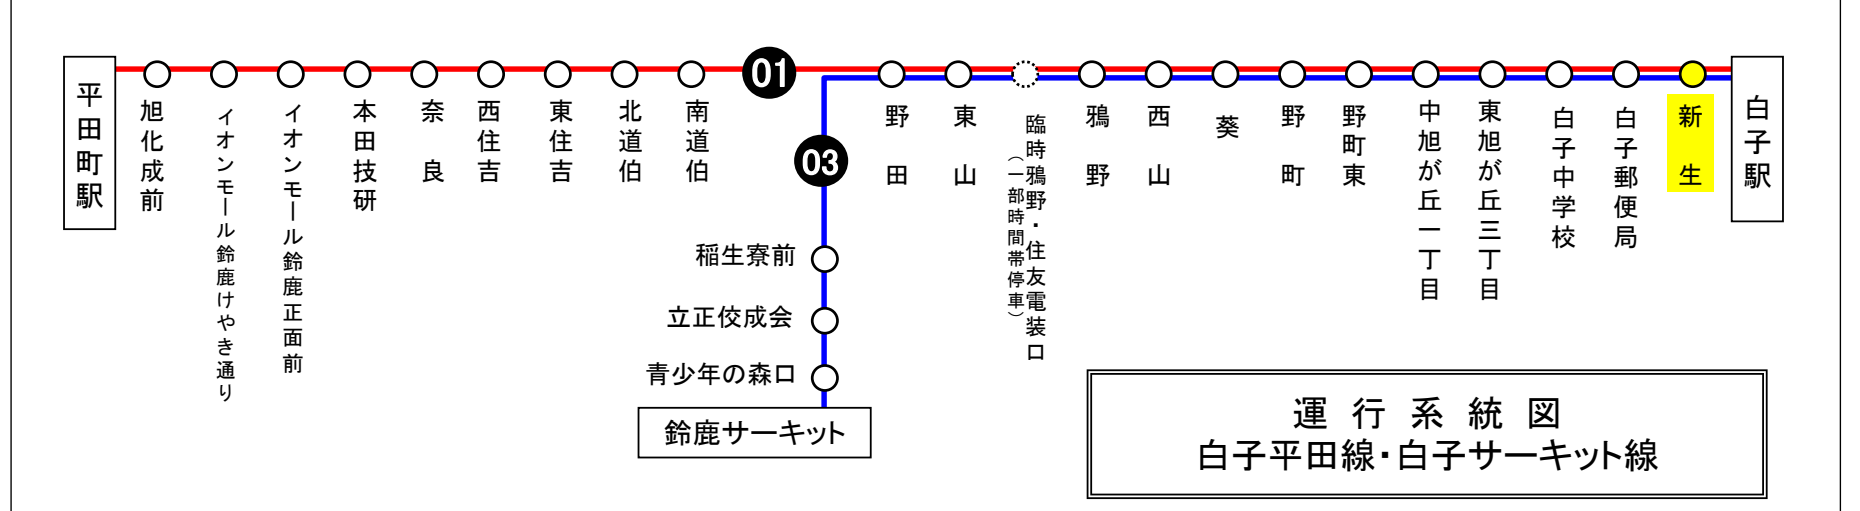 平田町駅
旭化成前
イオンモール鈴鹿けやき通り
イオンモール鈴鹿正面前
本田技研
奈良
西住吉
東住吉
北道伯
南道伯
01
03
野田
東山
臨時鴉野・住友電装口
（一部時間帯停車）
鴉野
西山
葵
野町
野町東
中旭が丘一丁目
東旭が丘三丁目
白子中学校
白子郵便局
新生
白子駅
稲生寮前
立正佼成会
青少年の森口
鈴鹿サーキット
運行系統図
白子平田線・白子サーキット線